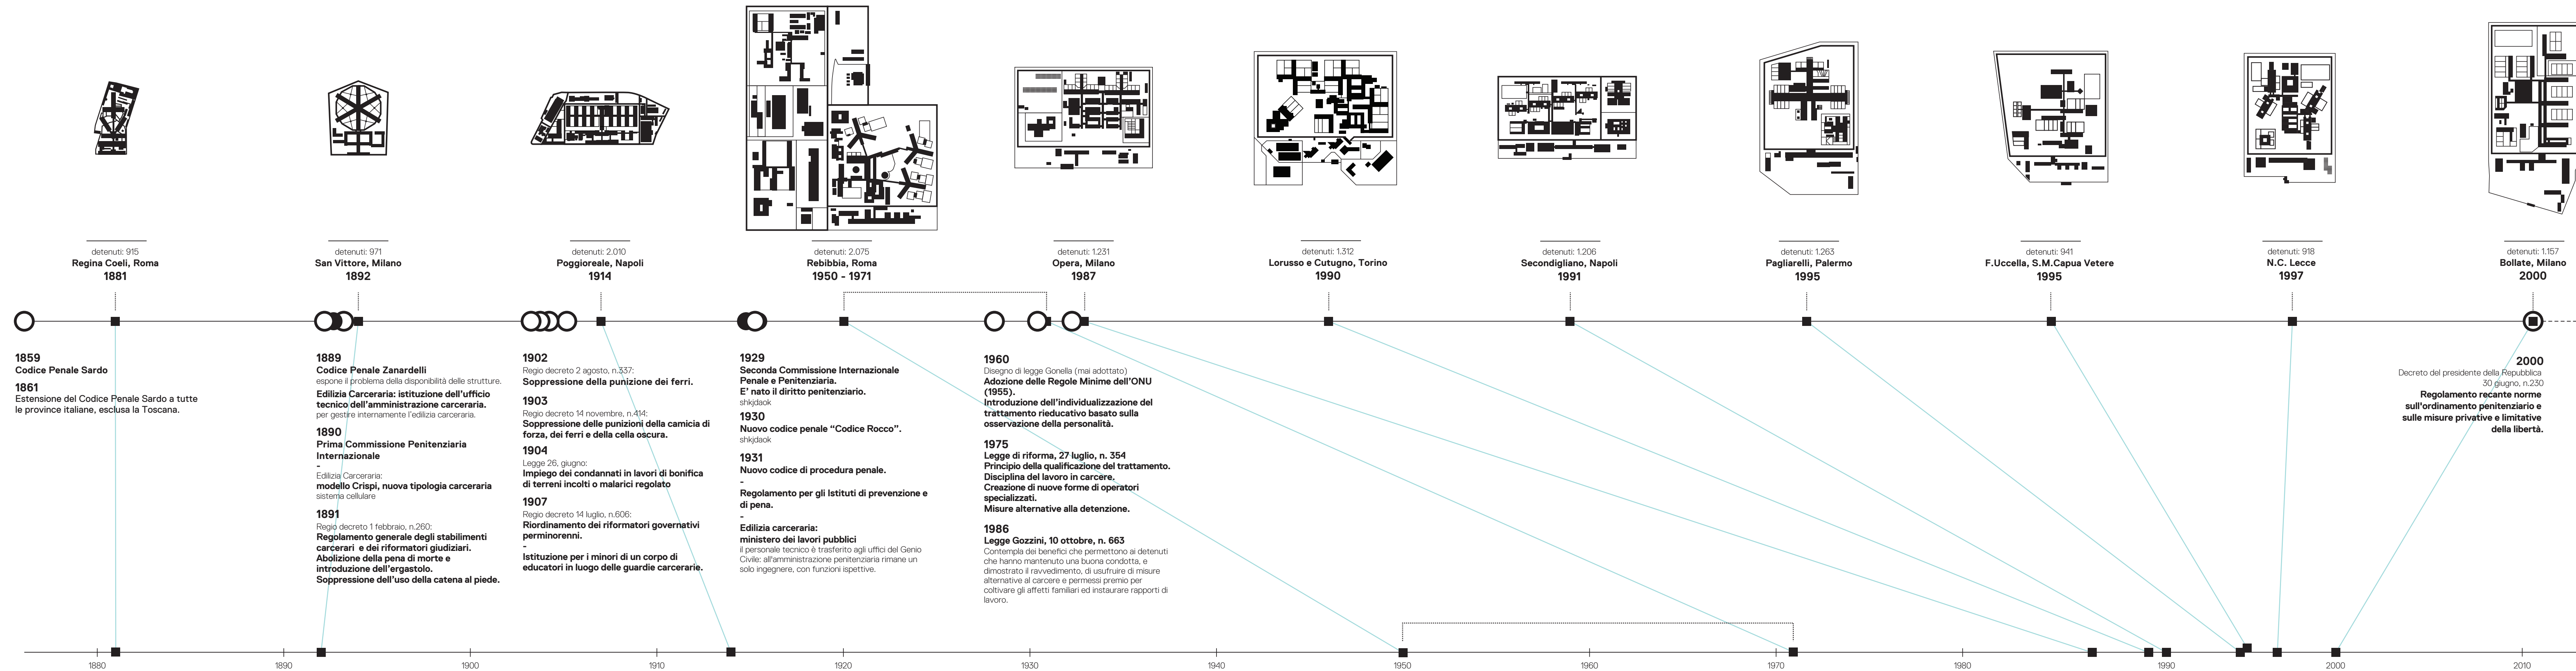 detenuti: 915
Regina Coeli, Roma
1881
detenuti: 971
San Vittore, Milano
1892
detenuti: 2.010
Poggioreale, Napoli
1914
detenuti: 2.075
Rebibbia, Roma
1950 - 1971
detenuti: 1.231
Opera, Milano
1987
detenuti: 1.312
Lorusso e Cutugno, Torino
1990
detenuti: 1.206
Secondigliano, Napoli
1991
detenuti: 1.263
Pagliarelli, Palermo
1995
detenuti: 941
F.Uccella, S.M.Capua Vetere
1995
detenuti: 918
N.C. Lecce
1997
detenuti: 1.157
Bollate, Milano
2000
1859
Codice Penale Sardo
1861
Estensione del Codice Penale Sardo a tutte
le province italiane, esclusa la Toscana.
1889
Codice Penale Zanardelli
espone il problema della disponibilità delle strutture.
Edilizia Carceraria: istituzione dell'ufficio
tecnico dell'amministrazione carceraria.
per gestire internamente l'edilizia carceraria.
1890
Prima Commissione Penitenziaria
Internazionale
-
Edilizia Carceraria:
modello Crispi, nuova tipologia carceraria
sistema cellulare
1891
Regio decreto 1 febbraio, n.260:
Regolamento generale degli stabilimenti
carcerari e dei riformatori giudiziari.
Abolizione della pena di morte e
introduzione dell'ergastolo.
Soppressione dell'uso della catena al piede.
1902
Regio decreto 2 agosto, n.337:
Soppressione della punizione dei ferri.
1903
Regio decreto 14 novembre, n.414:
Soppressione delle punizioni della camicia di
forza, dei ferri e della cella oscura.
1904
Legge 26, giugno:
Impiego dei condannati in lavori di bonifica
di terreni incolti o malarici regolato
1907
Regio decreto 14 luglio, n.606:
Riordinamento dei riformatori governativi
perminorenni.
-
Istituzione per i minori di un corpo di
educatori in luogo delle guardie carcerarie.
1929
Seconda Commissione Internazionale
Penale e Penitenziaria.
E' nato il diritto penitenziario.
shkjdaok
1930
Nuovo codice penale "Codice Rocco".
shkjdaok
1931
Nuovo codice di procedura penale.
-
Regolamento per gli Istituti di prevenzione e
di pena.
-
Edilizia carceraria:
ministero dei lavori pubblici
il personale tecnico è trasferito agli uffici del Genio
Civile: all'amministrazione penitenziaria rimane un
solo ingegnere, con funzioni ispettive.
1960
Disegno di legge Gonella (mai adottato)
Adozione delle Regole Minime dell'ONU
(1955).
Introduzione dell'individualizzazione del
trattamento rieducativo basato sulla
osservazione della personalità.
1975
Legge di riforma, 27 luglio, n. 354
Principio della qualificazione del trattamento.
Disciplina del lavoro in carcere.
Creazione di nuove forme di operatori
specializzati.
Misure alternative alla detenzione.
1986
Legge Gozzini, 10 ottobre, n. 663
Contempla dei benefici che permettono ai detenuti
che hanno mantenuto una buona condotta, e
dimostrato il ravvedimento, di usufruire di misure
alternative al carcere e permessi premio per
coltivare gli affetti familiari ed instaurare rapporti di
lavoro.
2000
Decreto del presidente della Repubblica
30 giugno, n.230
Regolamento recante norme
sull'ordinamento penitenziario e
sulle misure privative e limitative
della libertà.
1880
1890
1900
1910
1920
1930
1940
1950
1960
1970
1980
1990
2000
2010